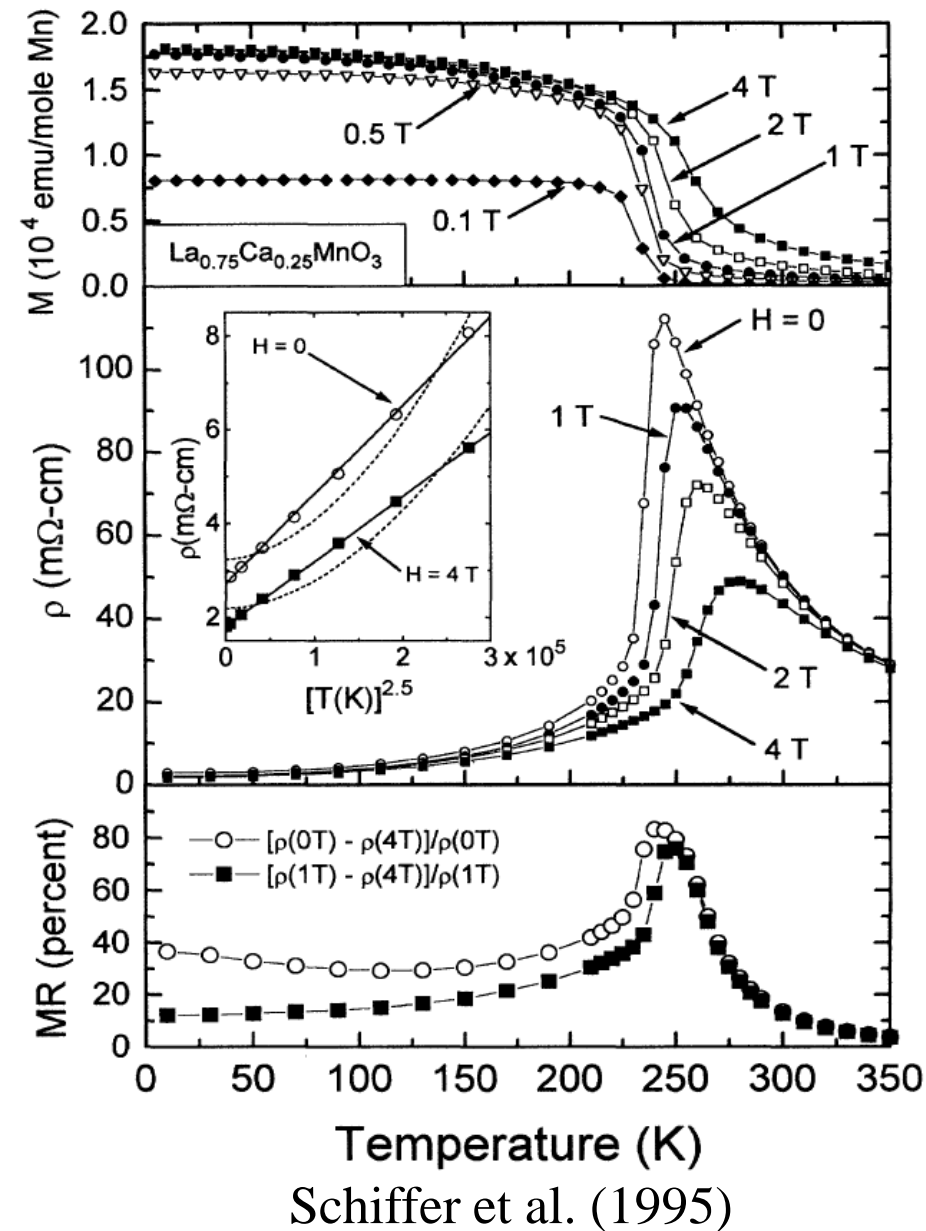 2.0
1.5
1.0
0.5
0.0
M (10⁴ emu/mole Mn)
4 T
2 T
1 T
0.5 T
0.1 T
La₀.₇₅Ca₀.₂₅MnO₃
100
80
60
40
20
0
ρ (mΩ-cm)
H = 0
1 T
2 T
4 T
8
6
4
2
ρ(mΩ-cm)
H = 0
H = 4 T
0 1 2 3 x 10⁵
[T(K)]²·⁵
80
60
40
20
0
MR (percent)
[ρ(0T) - ρ(4T)]/ρ(0T)
[ρ(1T) - ρ(4T)]/ρ(1T)
0 50 100 150 200 250 300 350
Temperature (K)
Schiffer et al. (1995)